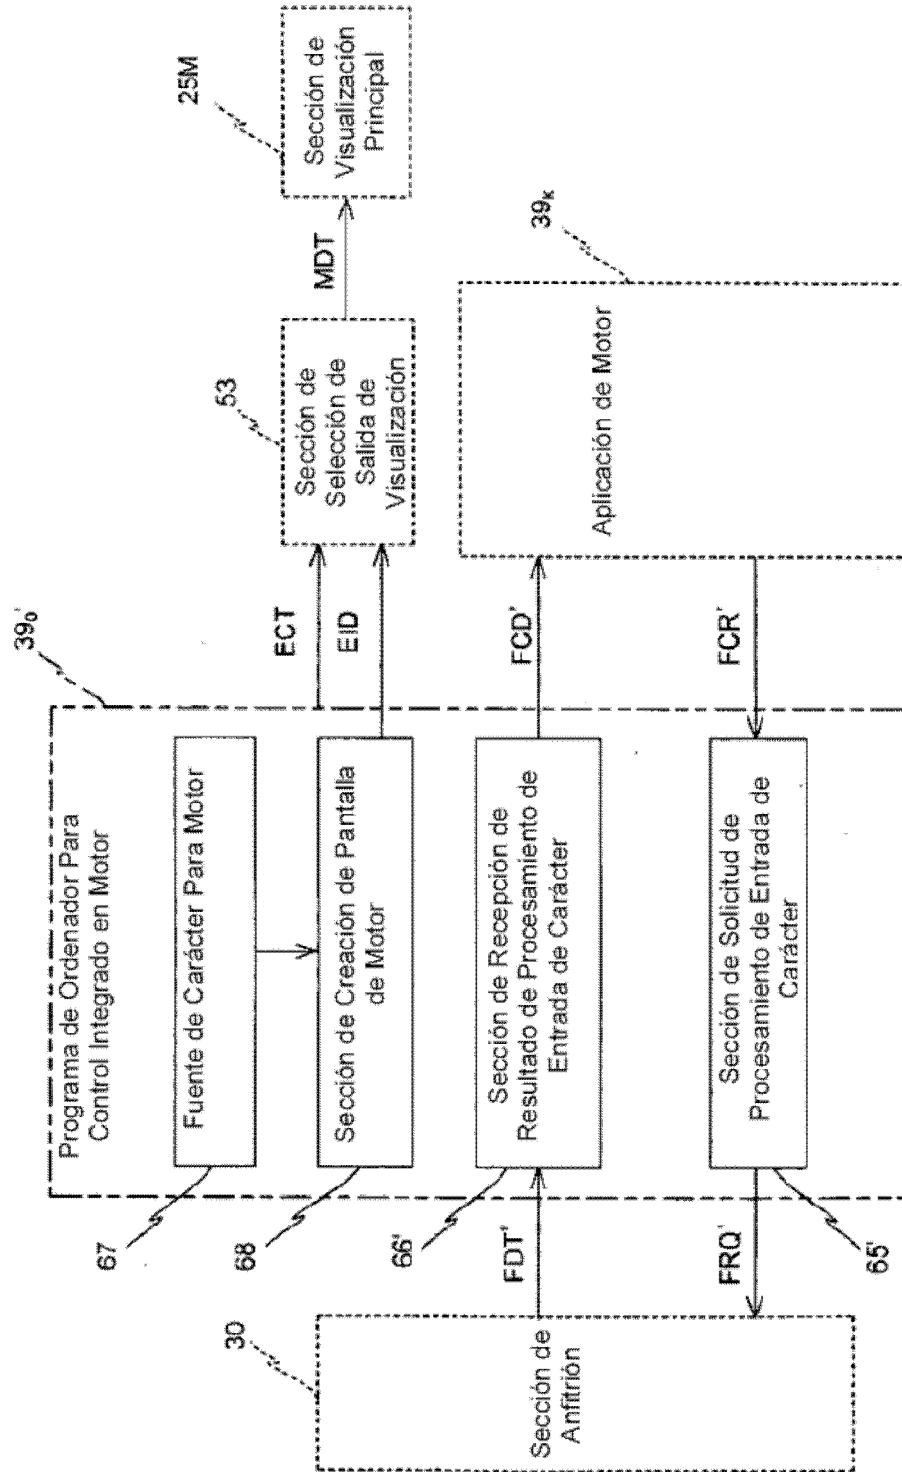 39₀'
Programa de Ordenador Para
Control Integrado en Motor
67
Fuente de Carácter Para Motor
68
Sección de Creación de Pantalla
de Motor
ECT
EID
53
Sección de
Selección de
Salida de
Visualización
MDT
25M
Sección de
Visualización
Principal
30
Sección de
Anfitrión
FDT'
66'
Sección de Recepción de
Resultado de Procesamiento de
Entrada de Carácter
FCD'
39ₖ
Aplicación de Motor
FRQ'
65'
Sección de Solicitud de
Procesamiento de Entrada de
Carácter
FCR'